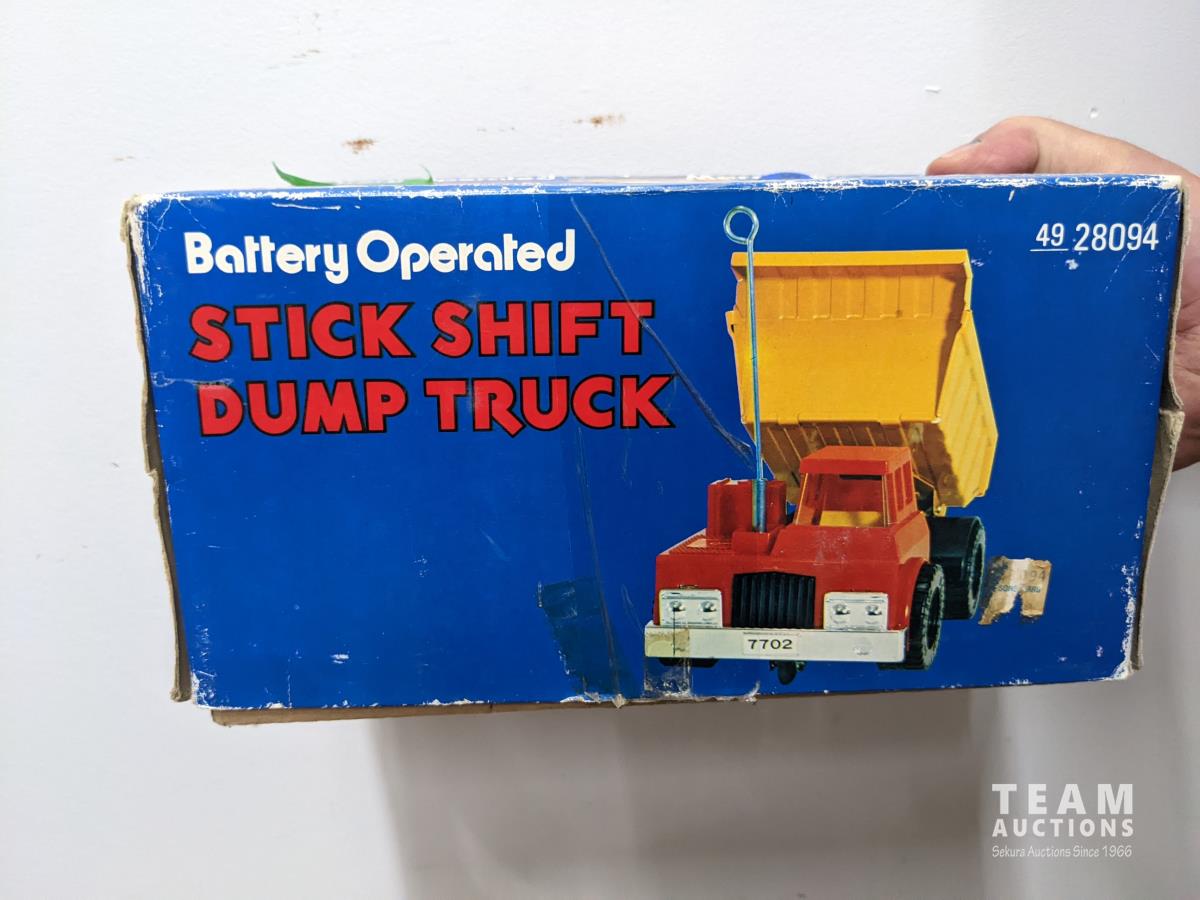 Battery Operated
49 28094
STICK SHIFT
DUMP TRUCK
7702
TEAM
AUCTIONS
Sekura Auctions Since 1966